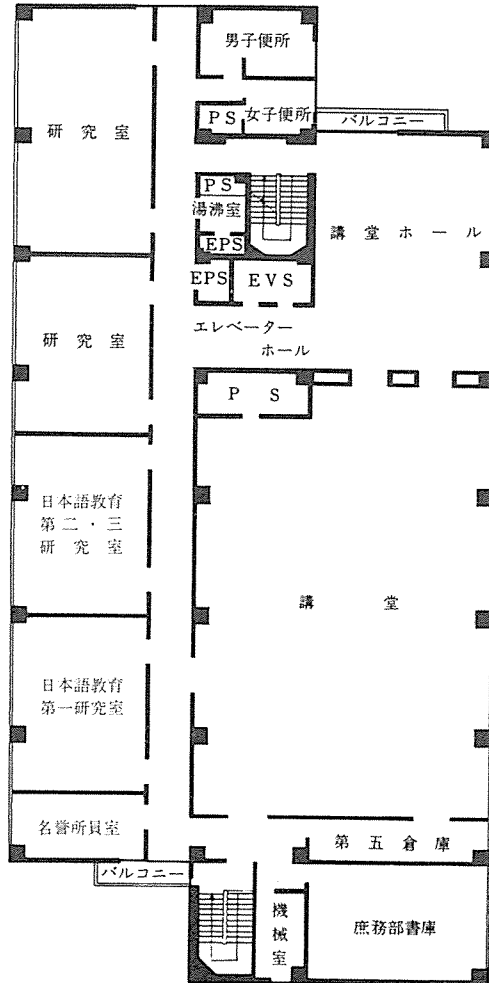 男子便所
PS
女子便所
バルコニー
研究室
PS
湯沸室
EPS
講堂ホール
EPS
EVS
エレベーター
ホール
研究室
PS
日本語教育
第二・三
研究室
講堂
日本語教育
第一研究室
名誉所員室
第五倉庫
バルコニー
機械室
庶務部書庫